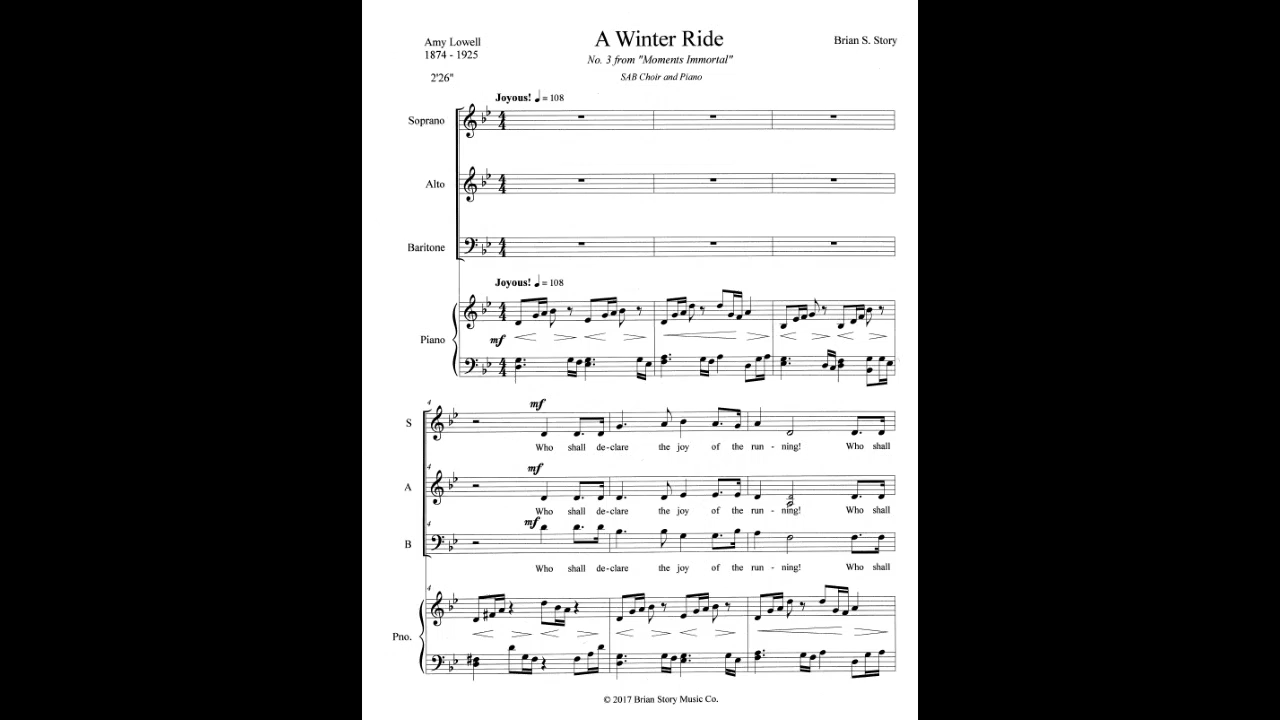 Amy Lowell
1874 - 1925
2'26"
A Winter Ride
No. 3 from "Moments Immortal"
SAB Choir and Piano
Brian S. Story
Joyous! ♩ = 108
Soprano
Alto
Baritone
Joyous! ♩ = 108
Piano
mf
4
mf
S
Who shall de-clare the joy of the run - ning! Who shall
4
mf
A
Who shall de-clare the joy of the run - ning! Who shall
4
mf
B
Who shall de-clare the joy of the run - ning! Who shall
4
Pno.
© 2017 Brian Story Music Co.